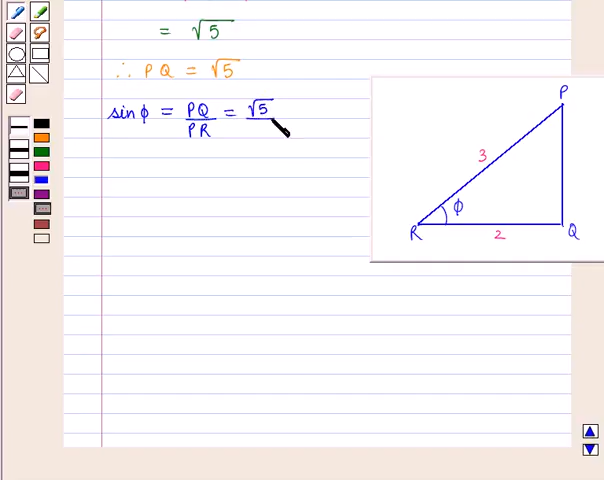 = √5
∴ PQ = √5
sin ϕ = PQ/PR = √5
P
3
ϕ
R
Q
2